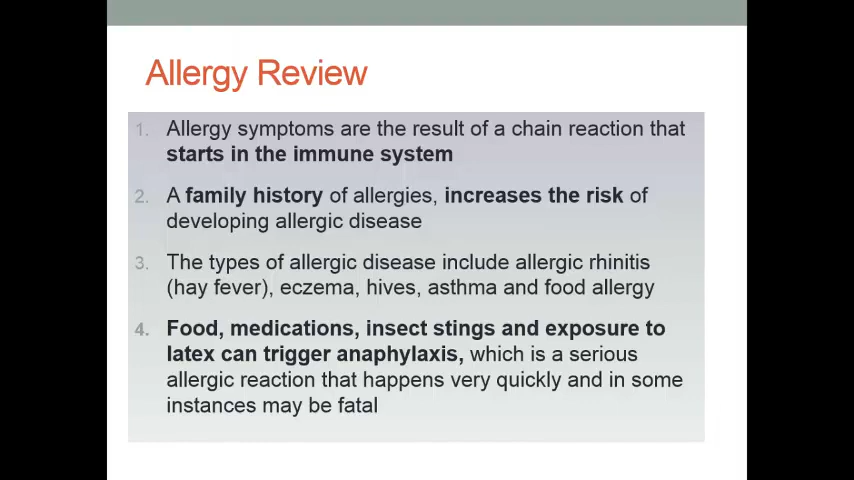 Allergy Review
1. Allergy symptoms are the result of a chain reaction that
starts in the immune system
2. A family history of allergies, increases the risk of
developing allergic disease
3. The types of allergic disease include allergic rhinitis
(hay fever), eczema, hives, asthma and food allergy
4. Food, medications, insect stings and exposure to
latex can trigger anaphylaxis, which is a serious
allergic reaction that happens very quickly and in some
instances may be fatal